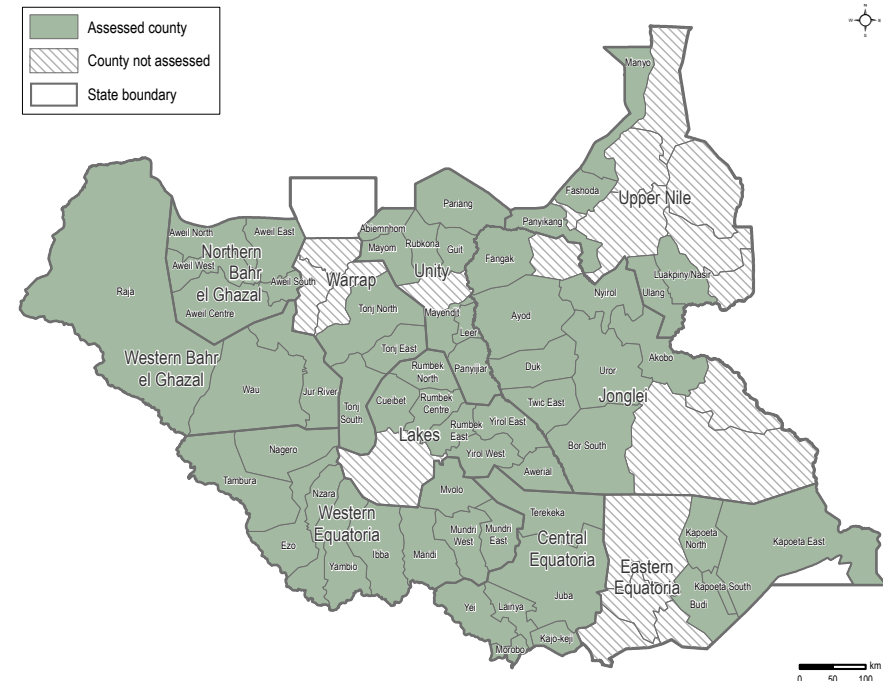 Assessed county
County not assessed
State boundary
N
W
E
S
Manyo
Fashoda
Upper Nile
Pariang
Panyikang
Abiemnhom
Aweil North
Aweil East
Mayom
Rubkona
Guit
Northern
Bahr
el Ghazal
Aweil West
Aweil South
Aweil Centre
Warrap
Unity
Fangak
Luakpiny/Nasir
Ulang
Nyirol
Raja
Tonj North
Mayendit
Leer
Ayod
Tonj East
Western Bahr
el Ghazal
Rumbek
North
Panyijiar
Duk
Uror
Akobo
Wau
Jur River
Tonj
South
Cueibet
Rumbek
Centre
Twic East
Jonglei
Lakes
Rumbek
East
Yirol East
Yirol West
Bor South
Awerial
Nagero
Tambura
Nzara
Mvolo
Western
Equatoria
Terekeka
Mundri
West
Mundri
East
Central
Equatoria
Kapoeta
North
Kapoeta East
Ezo
Yambio
Ibba
Mandi
Eastern
Equatoria
Kapoeta South
Budi
Juba
Yei
Lainya
Kajo-keji
Morobo
km
0 50 100